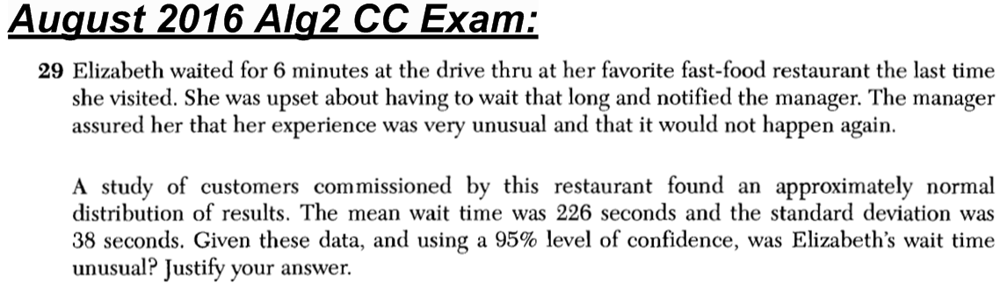 August 2016 Alg2 CC Exam:
29 Elizabeth waited for 6 minutes at the drive thru at her favorite fast-food restaurant the last time
she visited. She was upset about having to wait that long and notified the manager. The manager
assured her that her experience was very unusual and that it would not happen again.
A study of customers commissioned by this restaurant found an approximately normal
distribution of results. The mean wait time was 226 seconds and the standard deviation was
38 seconds. Given these data, and using a 95% level of confidence, was Elizabeth's wait time
unusual? Justify your answer.